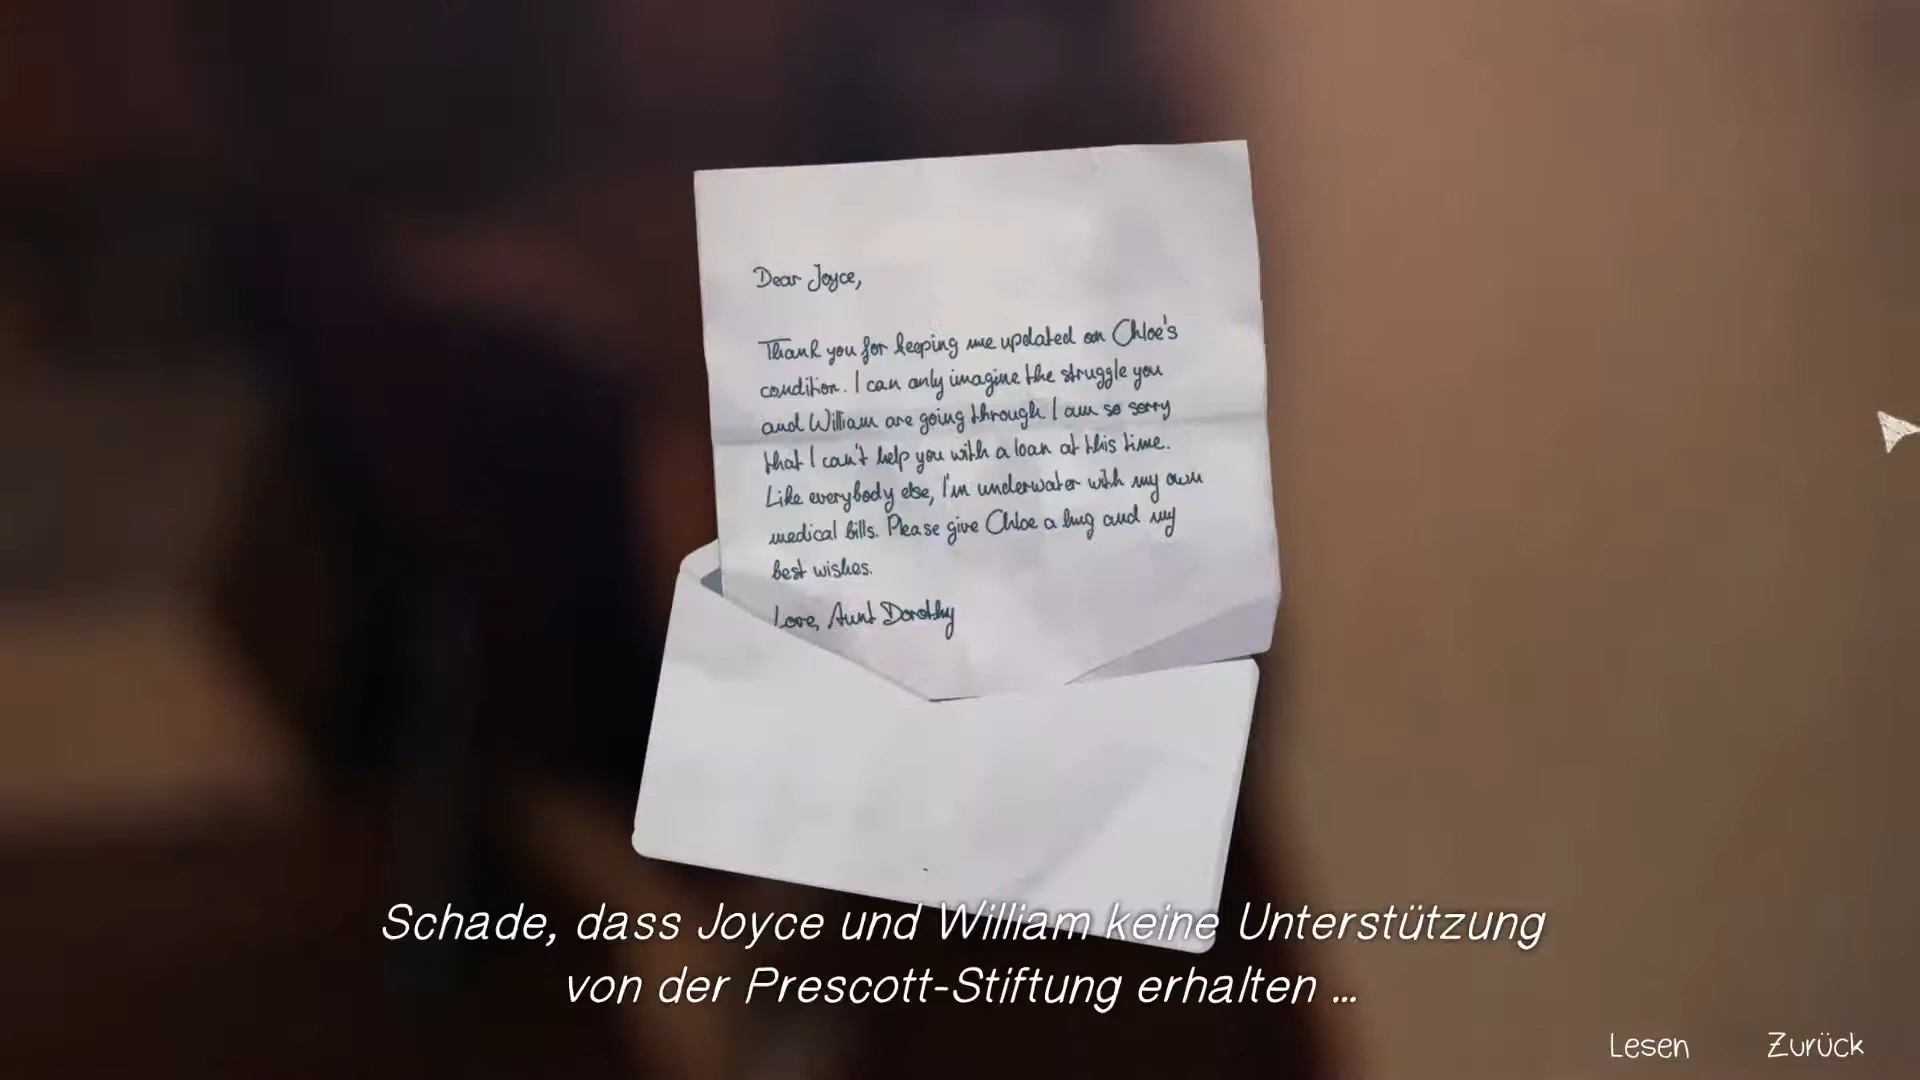 Dear Joyce,
Thank you for keeping me updated on Chloe's
condition. I can only imagine the struggle you
and William are going through. I am so sorry
that I can't help you with a loan at this time.
Like everybody else, I'm underwater with my own
medical bills. Please give Chloe a hug and my
best wishes.
Love, Aunt Dorothy
Schade, dass Joyce und William keine Unterstützung
von der Prescott-Stiftung erhalten ...
Lesen Zurück